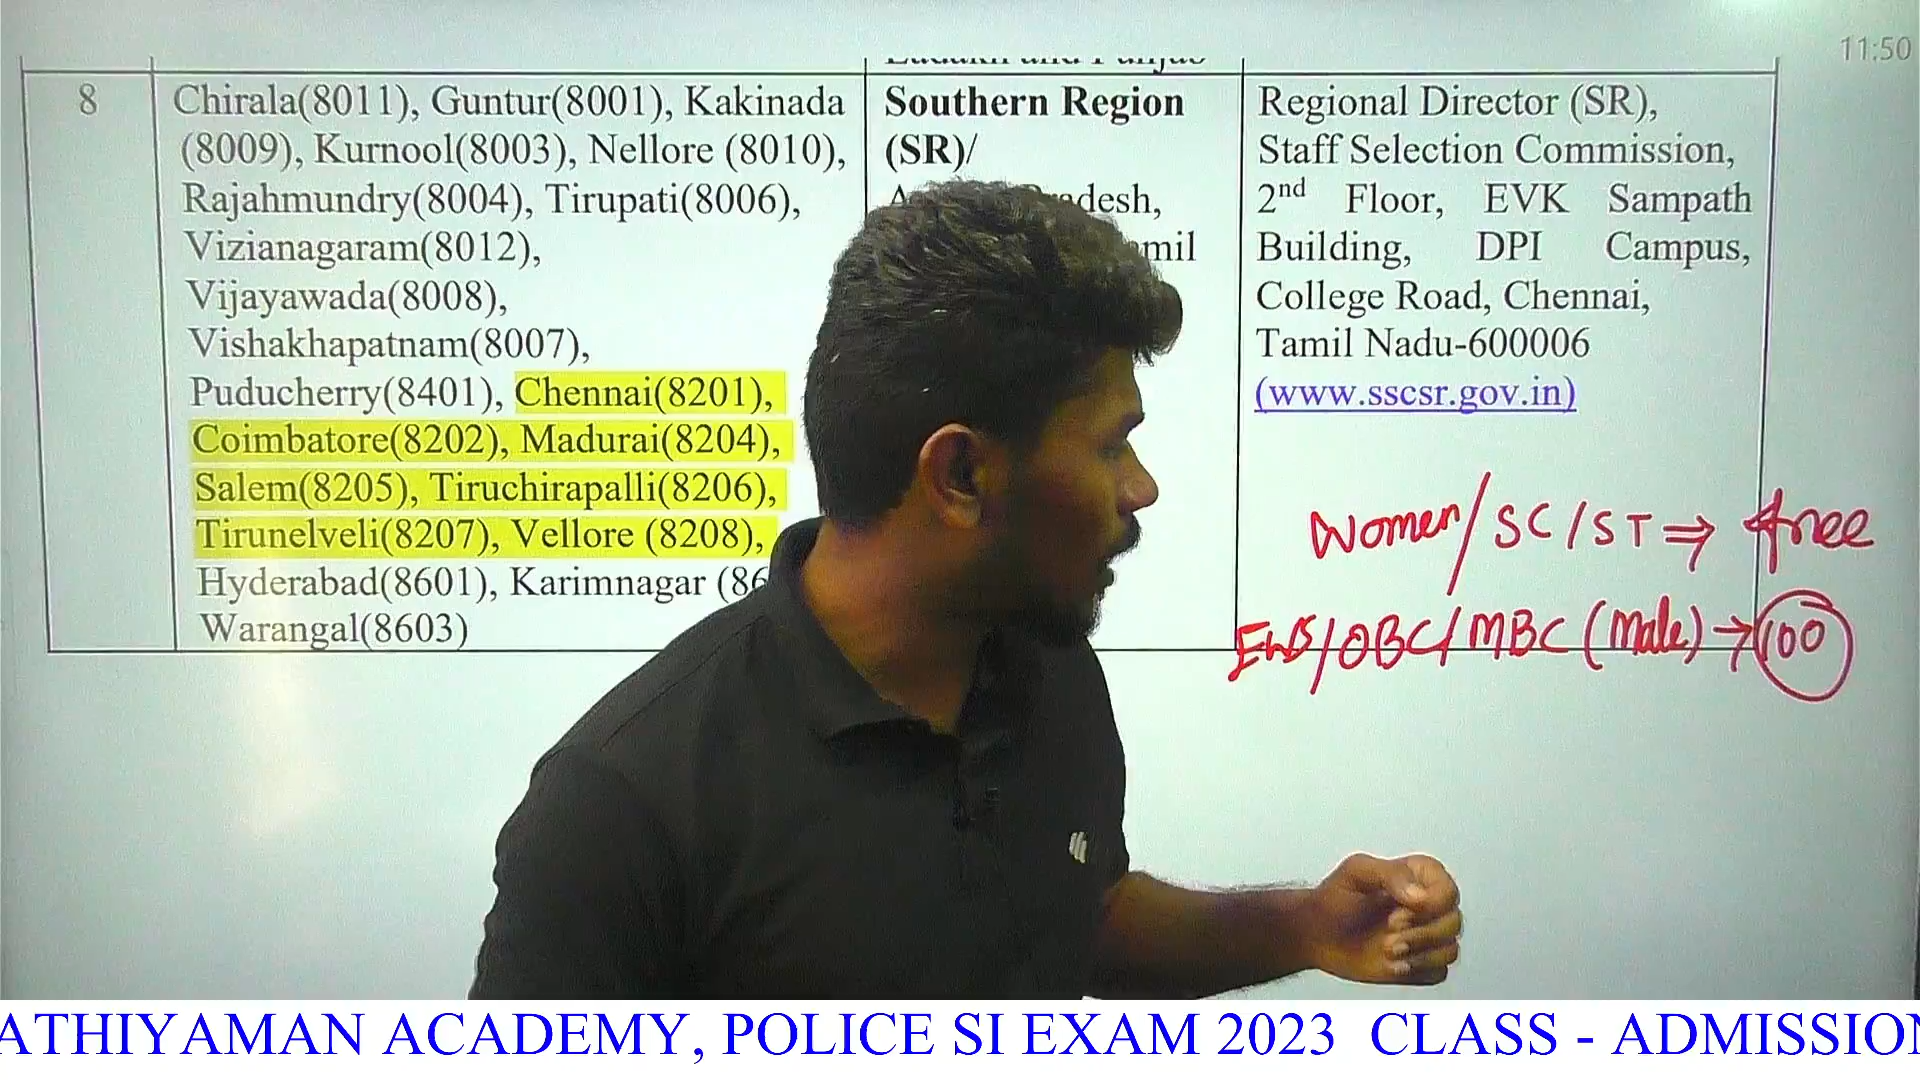 11:50
8
Chirala(8011), Guntur(8001), Kakinada
(8009), Kurnool(8003), Nellore (8010),
Rajahmundry(8004), Tirupati(8006),
Vizianagaram(8012),
Vijayawada(8008),
Vishakhapatnam(8007),
Puducherry(8401), Chennai(8201),
Coimbatore(8202), Madurai(8204),
Salem(8205), Tiruchirapalli(8206),
Tirunelveli(8207), Vellore (8208),
Hyderabad(8601), Karimnagar (86
Warangal(8603)
Southern Region
(SR)/
Regional Director (SR),
Staff Selection Commission,
2nd Floor, EVK Sampath
Building, DPI Campus,
College Road, Chennai,
Tamil Nadu-600006
(www.sscsr.gov.in)
Women/SC/ST⇒ free
EWS/OBC/MBC (Male) → 100
ATHIYAMAN ACADEMY, POLICE SI EXAM 2023 CLASS - ADMISSION